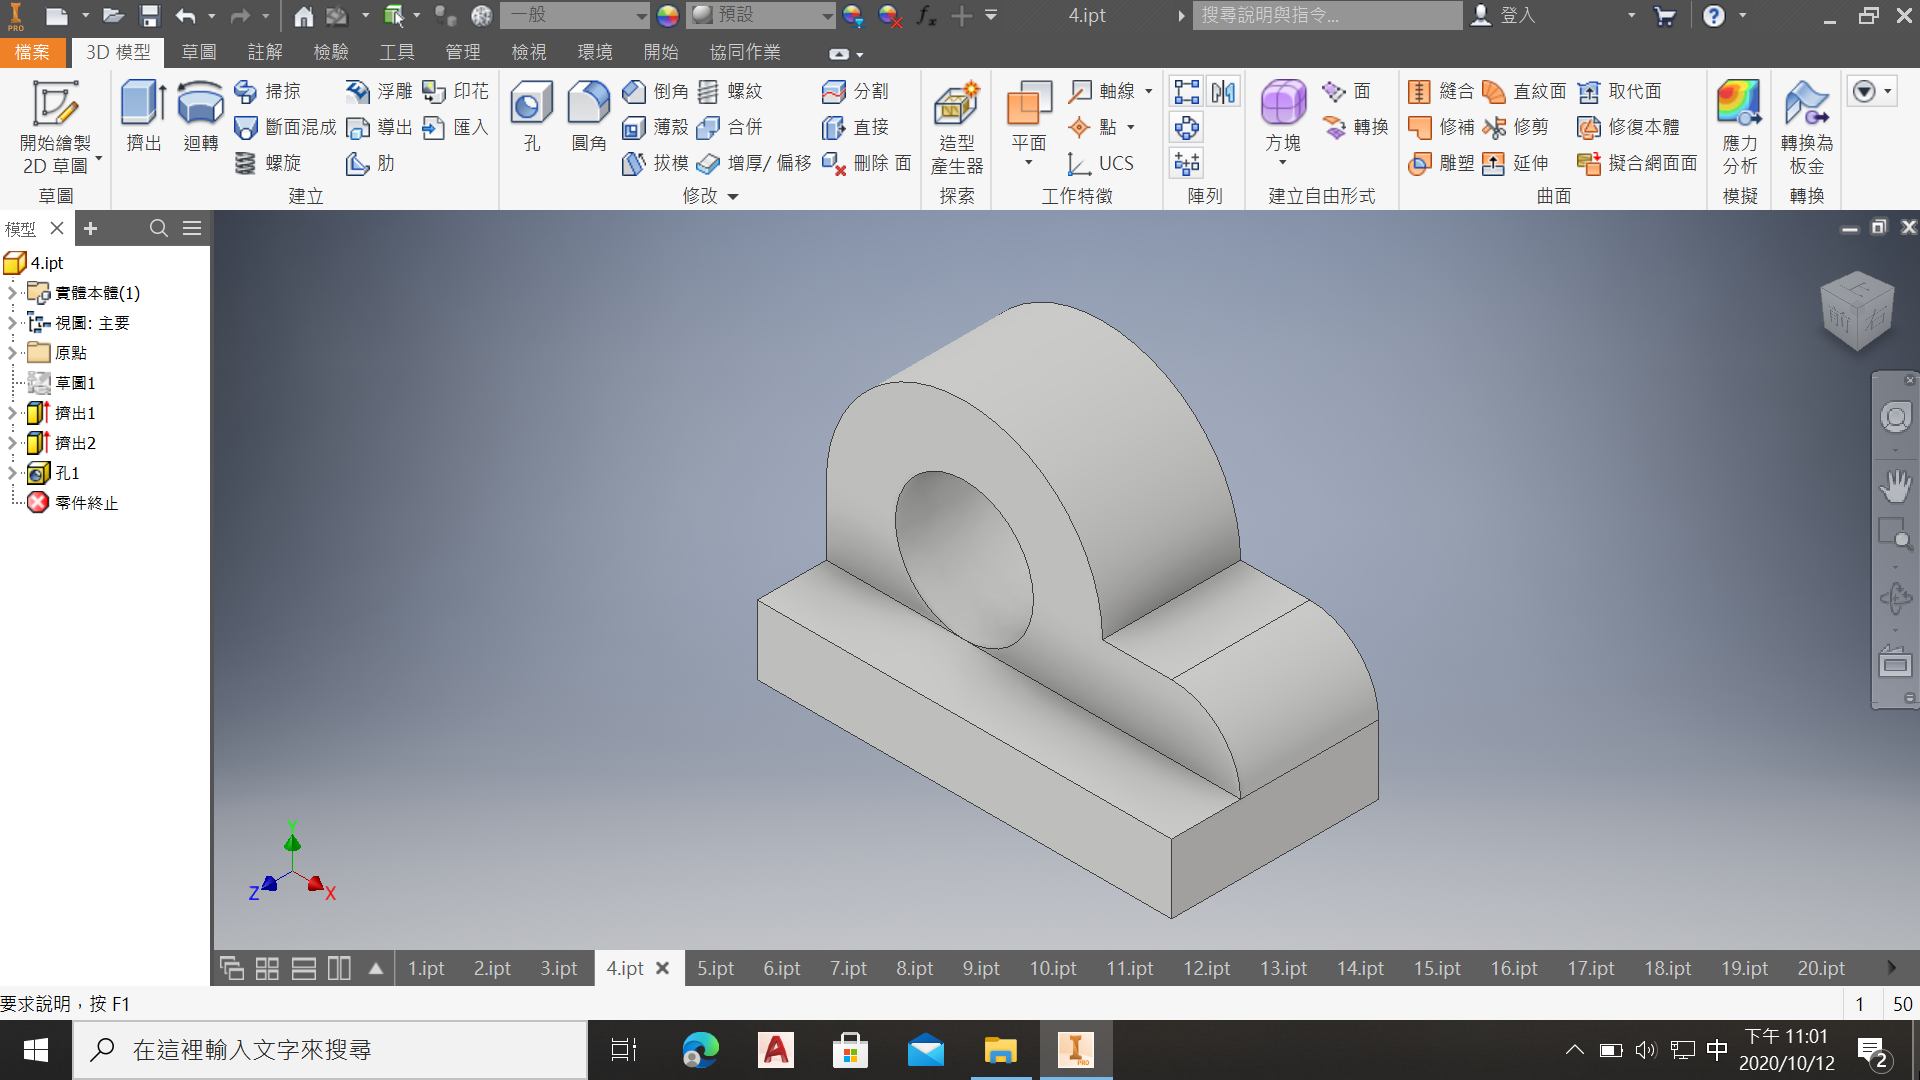 PRO
一般
預設
fx
4.ipt
搜尋說明與指令...
登入
檔案
3D 模型
草圖
註解
檢驗
工具
管理
檢視
環境
開始
協同作業
開始繪製
2D 草圖
草圖
擠出
迴轉
掃掠
斷面混成
螺旋
浮雕
導出
肋
印花
匯入
建立
孔
圓角
倒角
薄殼
拔模
螺紋
合併
增厚/ 偏移
分割
直接
刪除 面
修改
造型
產生器
探索
平面
軸線
點
UCS
工作特徵
陣列
方塊
面
轉換
建立自由形式
縫合
修補
雕塑
直紋面
修剪
延伸
取代面
修復本體
擬合網面面
曲面
應力
分析
模擬
轉換為
板金
轉換
模型
4.ipt
實體本體(1)
視圖: 主要
原點
草圖1
擠出1
擠出2
孔1
零件終止
上
前
右
Y
Z
X
1.ipt
2.ipt
3.ipt
4.ipt
5.ipt
6.ipt
7.ipt
8.ipt
9.ipt
10.ipt
11.ipt
12.ipt
13.ipt
14.ipt
15.ipt
16.ipt
17.ipt
18.ipt
19.ipt
20.ipt
要求說明，按 F1
1
50
在這裡輸入文字來搜尋
PRO
中
下午 11:01
2020/10/12
2